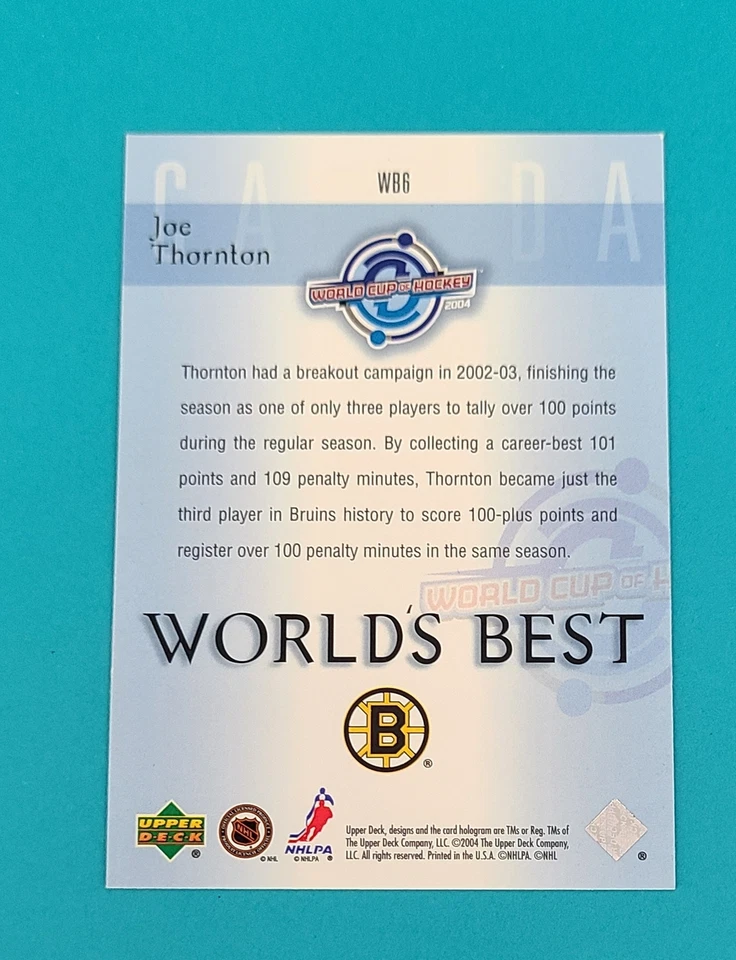 CA DA
WB6
Joe
Thornton
WORLD CUP OF HOCKEY
2004
Thornton had a breakout campaign in 2002-03, finishing the
season as one of only three players to tally over 100 points
during the regular season. By collecting a career-best 101
points and 109 penalty minutes, Thornton became just the
third player in Bruins history to score 100-plus points and
register over 100 penalty minutes in the same season.
WORLD CUP OF H
WORLD'S BEST
B
®
UPPER
DECK
®
NHL
© NHL
NHLPA
© NHLPA ®
Upper Deck, designs and the card hologram are TMs or Reg. TMs of
The Upper Deck Company, LLC. ©2004 The Upper Deck Company,
LLC. All rights reserved. Printed in the U.S.A. ©NHLPA. ©NHL
®